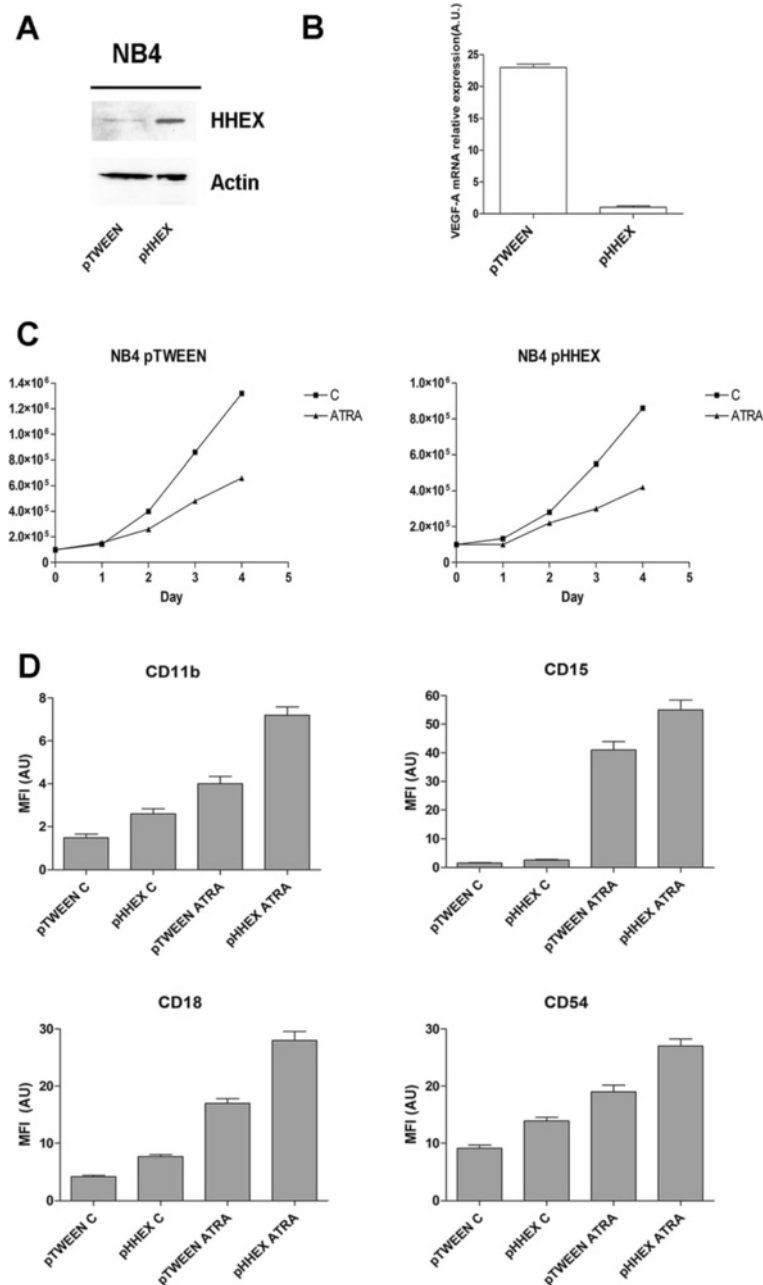 A
NB4
HHEX
Actin
pTWEEN
pHHEX
B
VEGF-A mRNA relative expression(A.U.)
25
20
15
10
5
0
pTWEEN
pHHEX
C
NB4 pTWEEN
1.4×10⁶
1.2×10⁶
1.0×10⁶
8.0×10⁵
6.0×10⁵
4.0×10⁵
2.0×10⁵
0
0 1 2 3 4 5
Day
C
ATRA
NB4 pHHEX
1.0×10⁶
8.0×10⁵
6.0×10⁵
4.0×10⁵
2.0×10⁵
0
0 1 2 3 4 5
Day
C
ATRA
D
CD11b
MFI (AU)
8
6
4
2
0
pTWEEN C
pHHEX C
pTWEEN ATRA
pHHEX ATRA
CD15
MFI (AU)
60
50
40
30
20
10
0
pTWEEN C
pHHEX C
pTWEEN ATRA
pHHEX ATRA
CD18
MFI (AU)
30
20
10
0
pTWEEN C
pHHEX C
pTWEEN ATRA
pHHEX ATRA
CD54
MFI (AU)
30
20
10
0
pTWEEN C
pHHEX C
pTWEEN ATRA
pHHEX ATRA